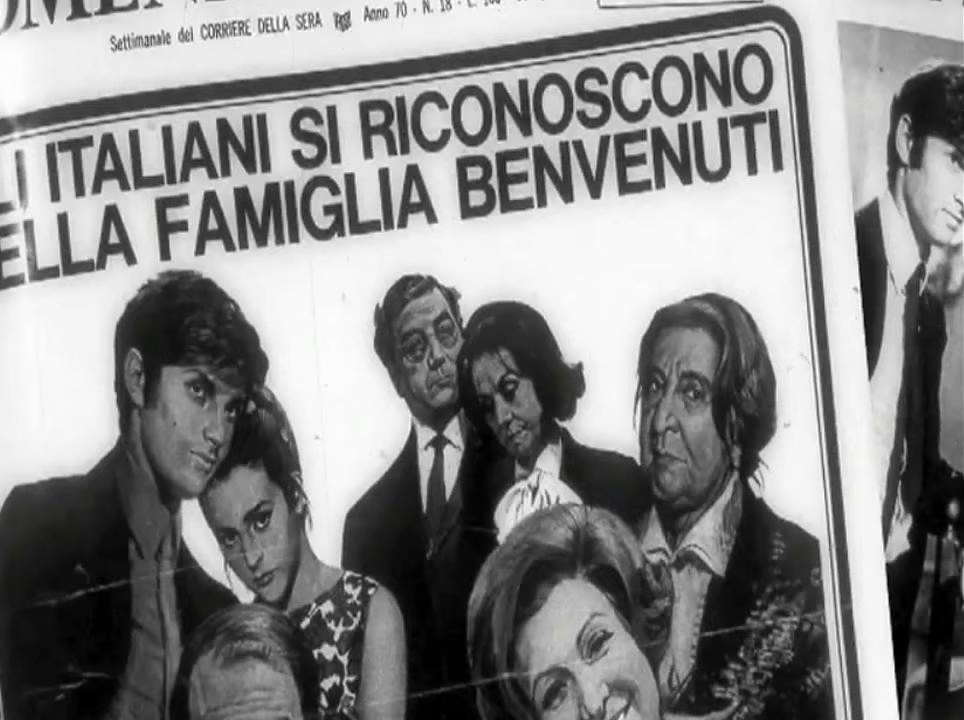 Settimanale del CORRIERE DELLA SERA Anno 70 - N. 18 - L.
ITALIANI SI RICONOSCONO
ELLA FAMIGLIA BENVENUTI